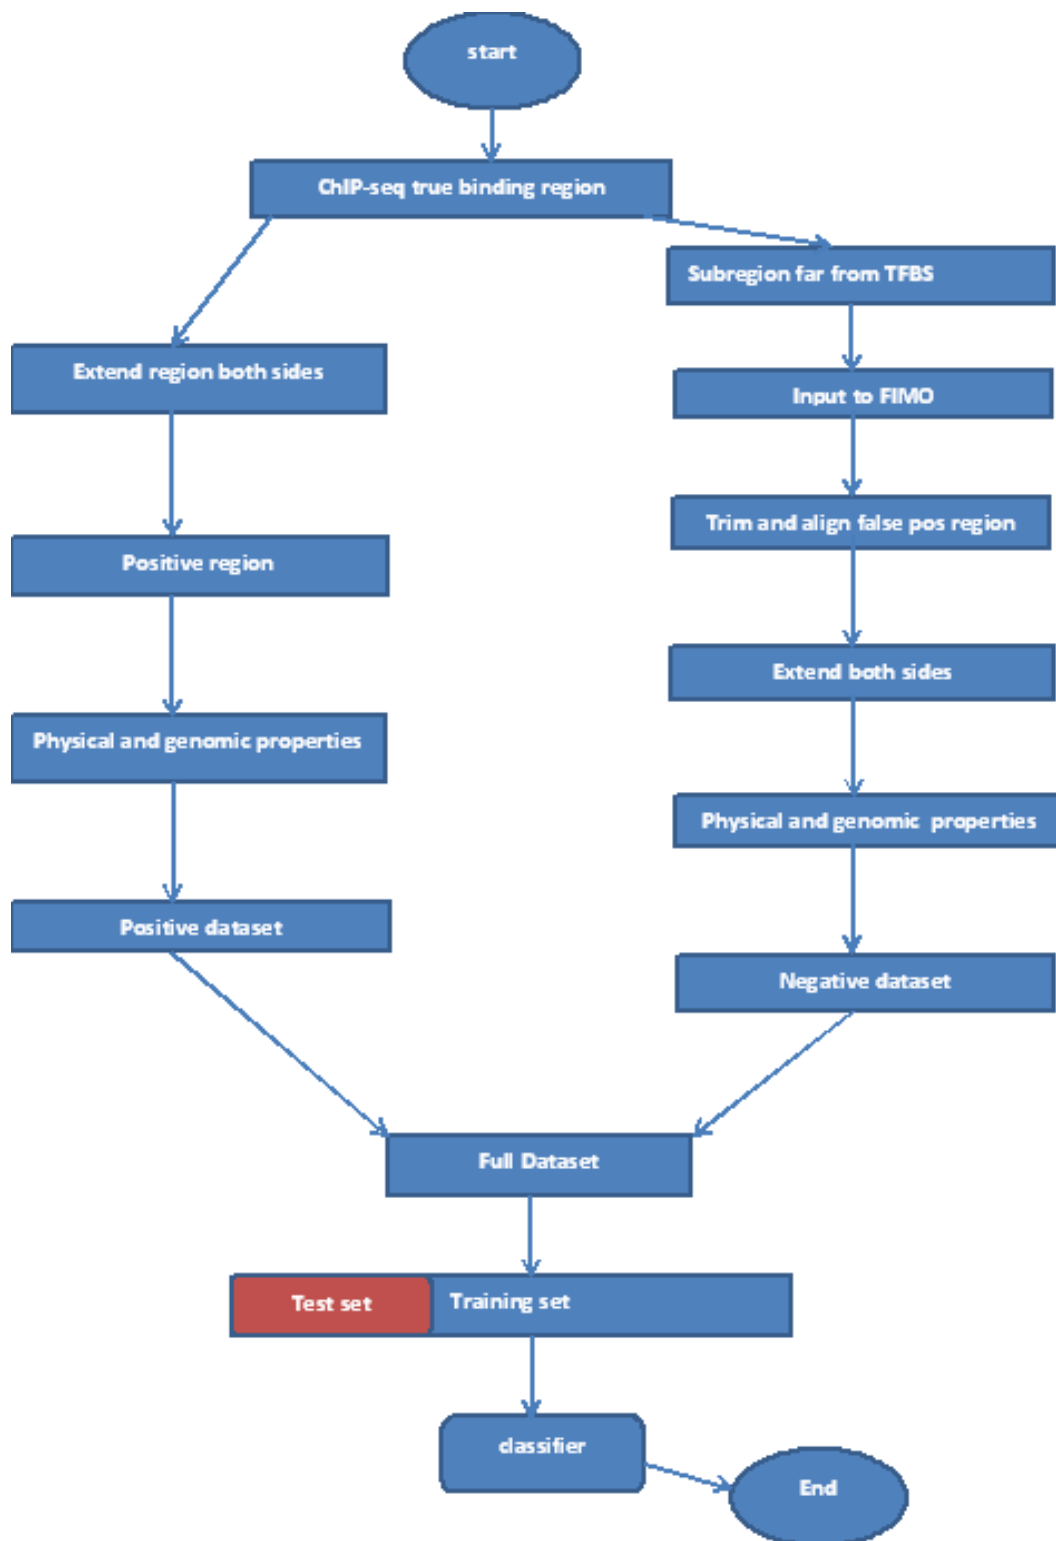 start
ChIP-seq true binding region
Subregion far from TFBS
Extend region both sides
Input to FIMO
Trim and align false pos region
Positive region
Extend both sides
Physical and genomic properties
Physical and genomic properties
Positive dataset
Negative dataset
Full Dataset
Test set
Training set
classifier
End